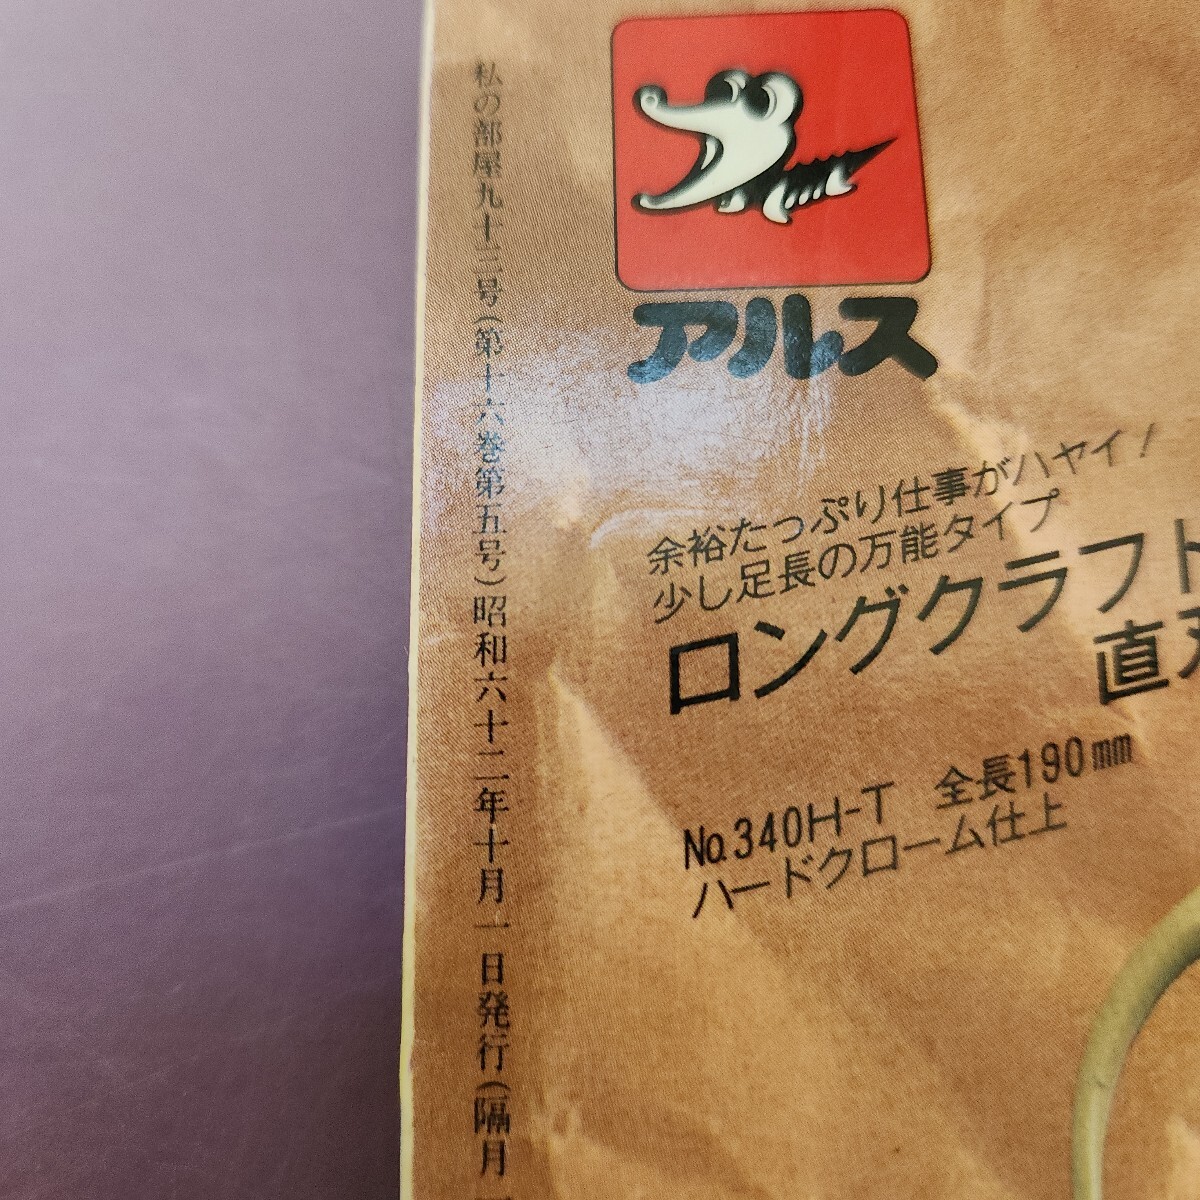 私の部屋九十三号(第十六巻第五号)昭和六十二年十月一日発行(隔月
アルス
余裕たっぷり仕事がハヤイ!
少し足長の万能タイプ
ロングクラフト
直刃
No.340H-T 全長190mm
ハードクローム仕上